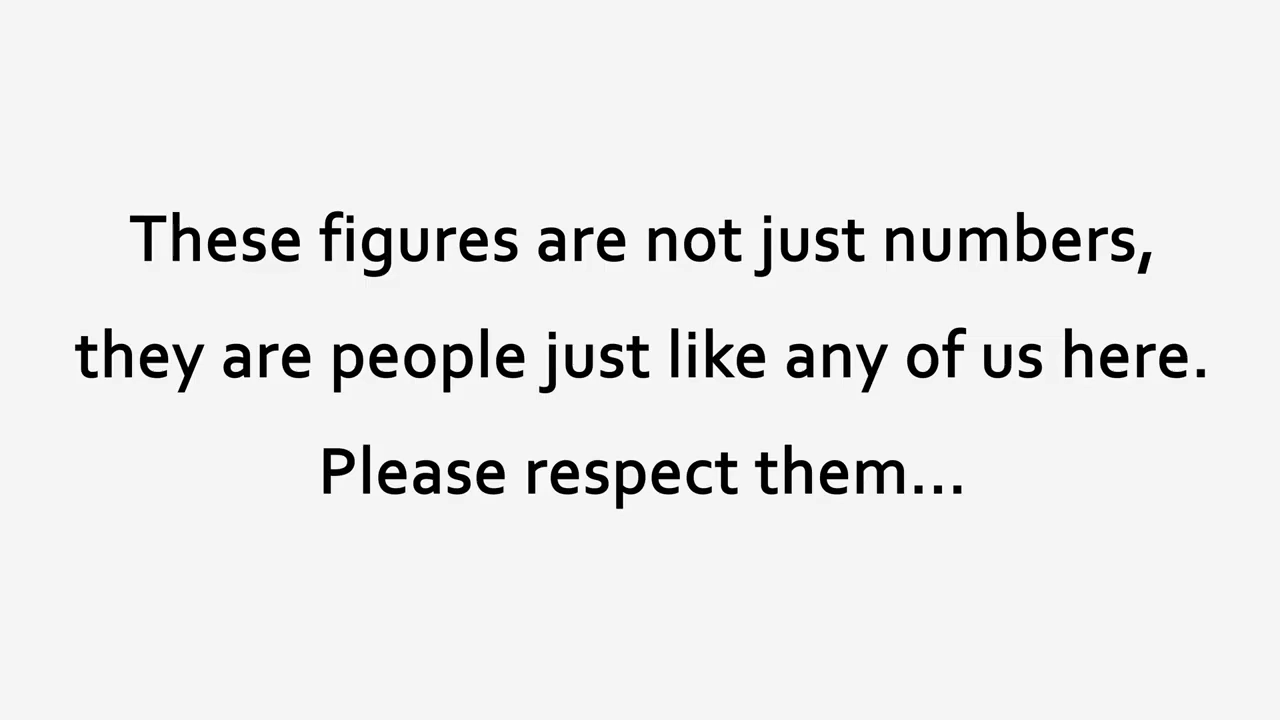 These figures are not just numbers,
they are people just like any of us here.
Please respect them...